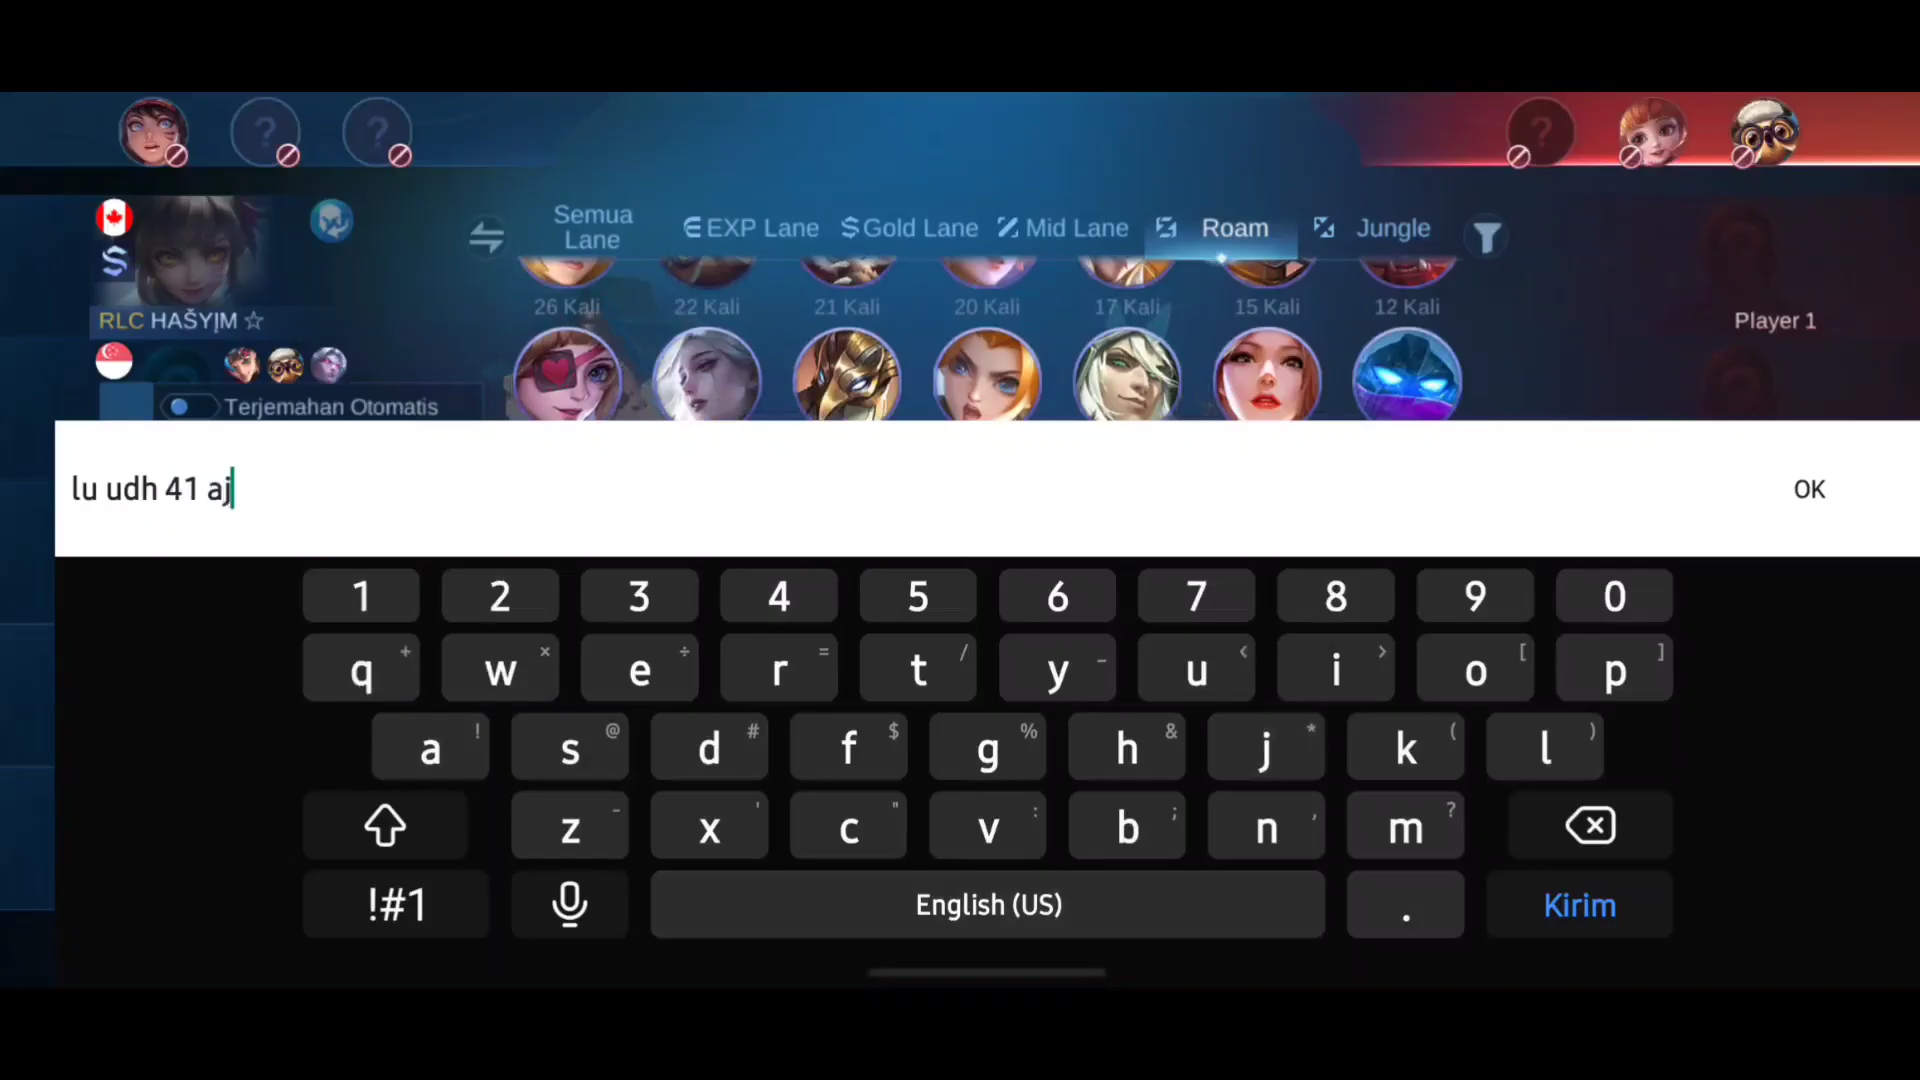 Semua
Lane
EXP Lane
Gold Lane
Mid Lane
Roam
Jungle
26 Kali
22 Kali
21 Kali
20 Kali
17 Kali
15 Kali
12 Kali
RLC HAŠYĮM ☆
Player 1
Terjemahan Otomatis
lu udh 41 aj
OK
1 2 3 4 5 6 7 8 9 0
q + w × e ÷ r = t / y - u < i > o [ p ]
a ! s @ d # f $ g % h & j * k ( l )
z - x ' c " v : b ; n , m ?
!#1 English (US) . Kirim